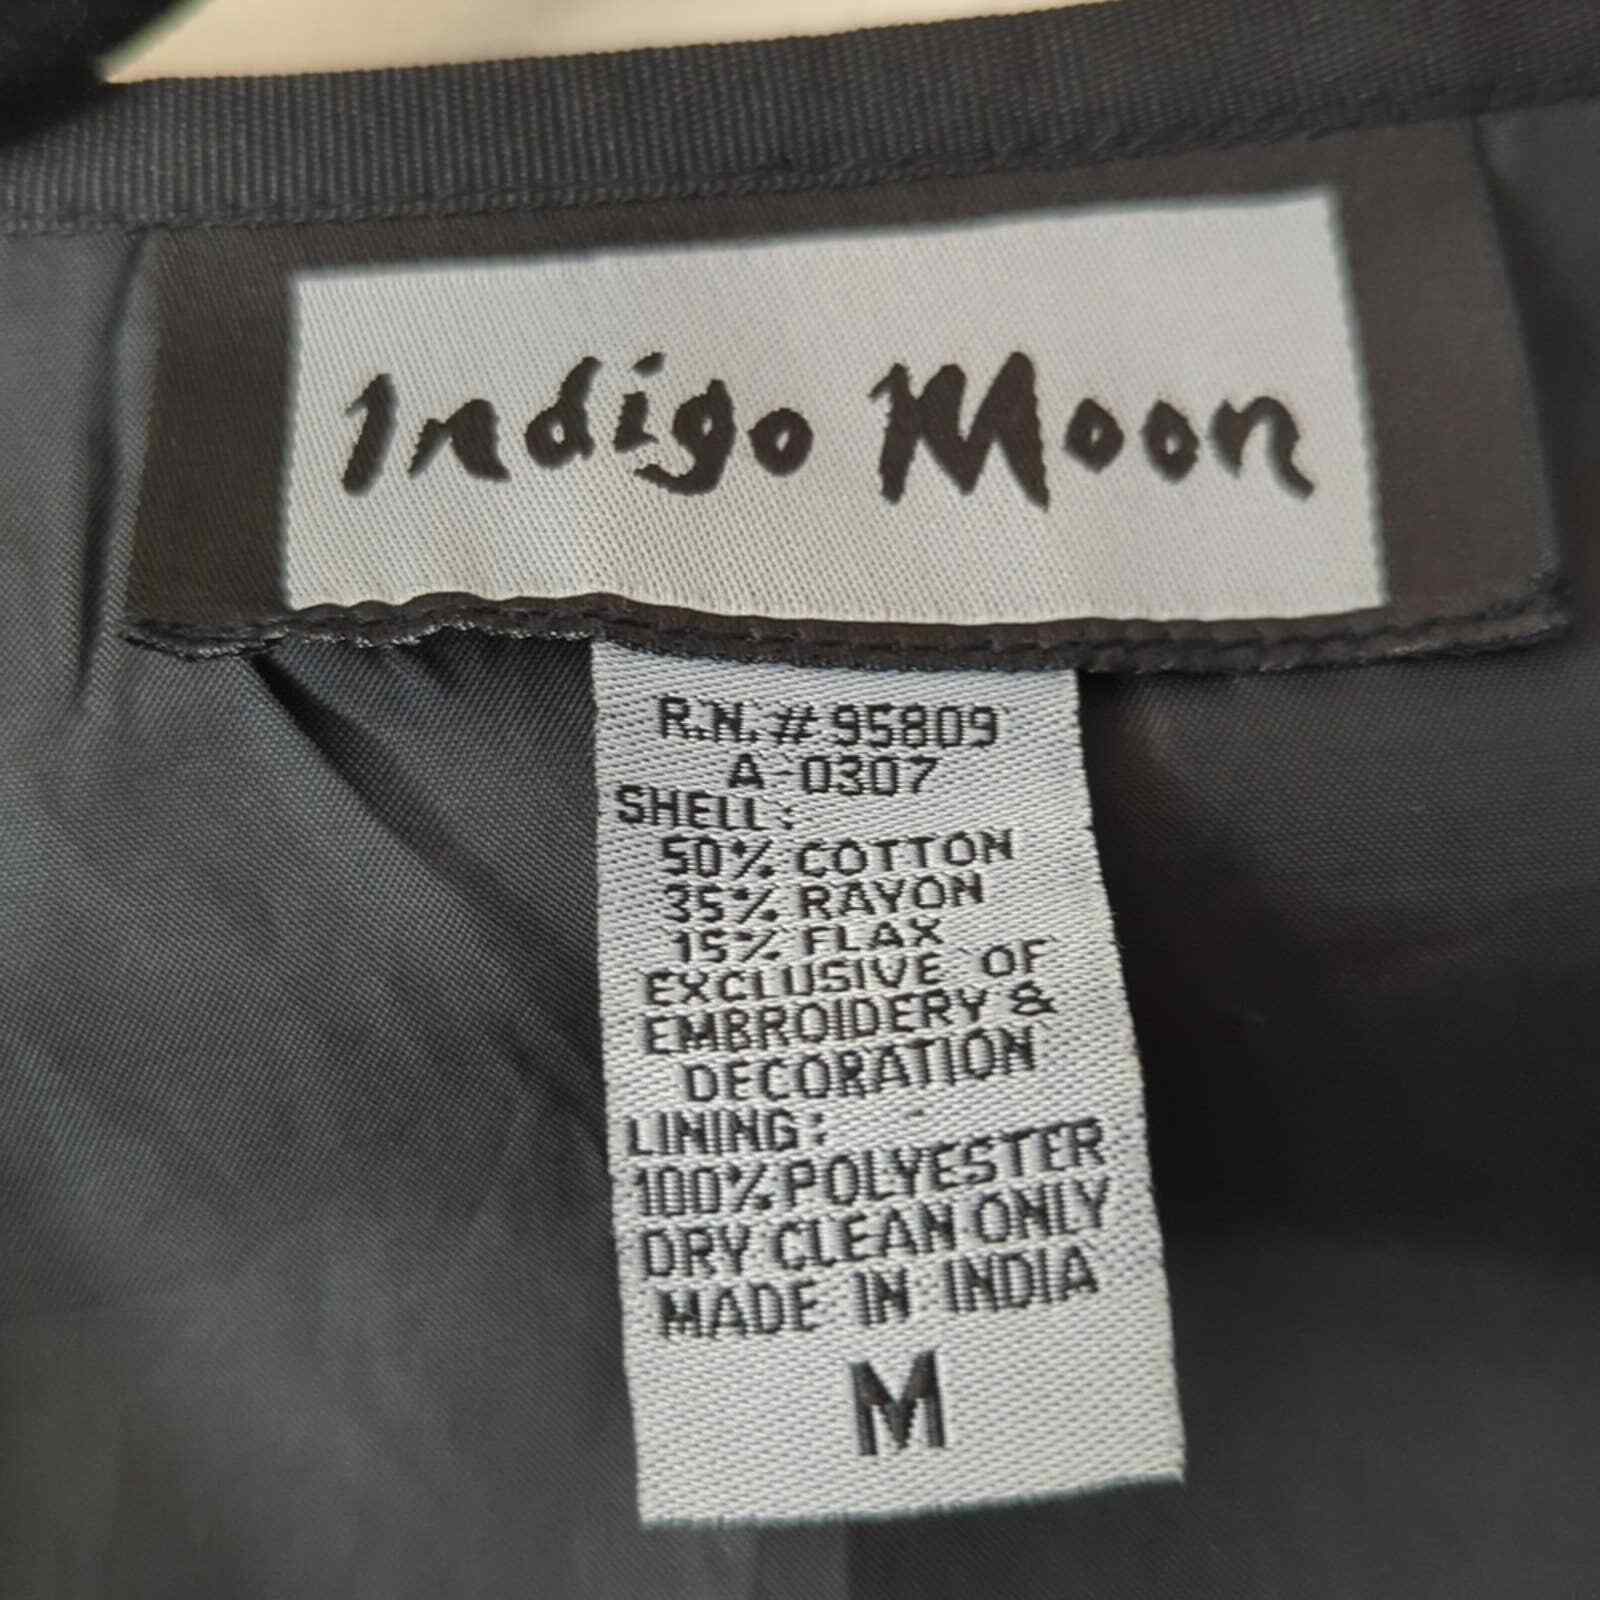 Indigo Moon
R.N. # 95809
A-0307
SHELL:
50% COTTON
35% RAYON
15% FLAX
EXCLUSIVE OF
EMBROIDERY &
DECORATION
LINING:
100% POLYESTER
DRY CLEAN ONLY
MADE IN INDIA
M